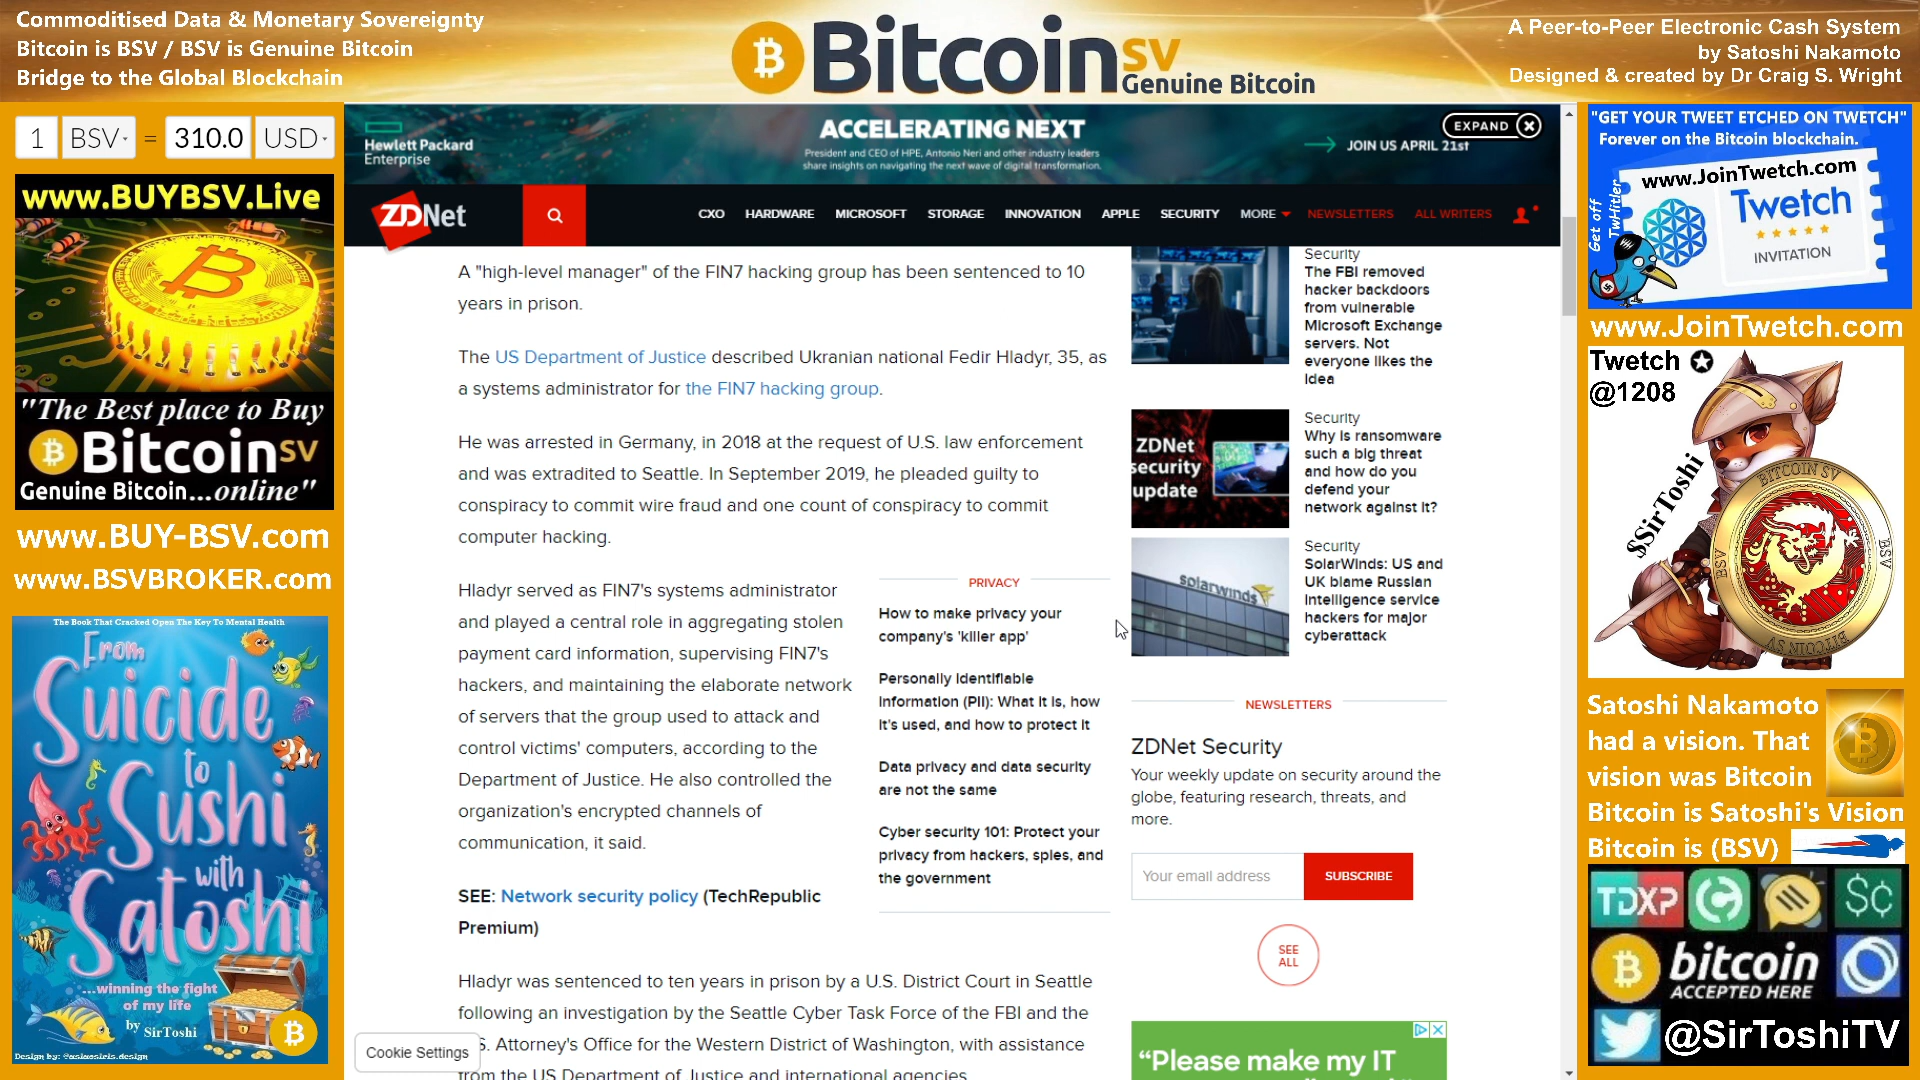 Commoditised Data & Monetary Sovereignty
Bitcoin is BSV / BSV is Genuine Bitcoin
Bridge to the Global Blockchain
BitcoinSV
Genuine Bitcoin
A Peer-to-Peer Electronic Cash System
by Satoshi Nakamoto
Designed & created by Dr Craig S. Wright
1 BSV = 310.0 USD
www.BUYBSV.Live
"The Best place to Buy
BitcoinSV
Genuine Bitcoin...online"
www.BUY-BSV.com
www.BSVBROKER.com
The Book That Cracked Open The Key To Mental Health
From
Suicide
to
Sushi
with
Satoshi
...winning the fight
of my life
by SirToshi
Hewlett Packard
Enterprise
ACCELERATING NEXT
President and CEO of HPE, Antonio Neri and other industry leaders
share insights on navigating the next wave of digital transformation.
JOIN US APRIL 21st
EXPAND
ZDNet
CXO HARDWARE MICROSOFT STORAGE INNOVATION APPLE SECURITY MORE NEWSLETTERS ALL WRITERS
A "high-level manager" of the FIN7 hacking group has been sentenced to 10
years in prison.
The US Department of Justice described Ukranian national Fedir Hladyr, 35, as
a systems administrator for the FIN7 hacking group.
He was arrested in Germany, in 2018 at the request of U.S. law enforcement
and was extradited to Seattle. In September 2019, he pleaded guilty to
conspiracy to commit wire fraud and one count of conspiracy to commit
computer hacking.
Hladyr served as FIN7's systems administrator
and played a central role in aggregating stolen
payment card information, supervising FIN7's
hackers, and maintaining the elaborate network
of servers that the group used to attack and
control victims' computers, according to the
Department of Justice. He also controlled the
organization's encrypted channels of
communication, it said.
SEE: Network security policy (TechRepublic
Premium)
Hladyr was sentenced to ten years in prison by a U.S. District Court in Seattle
following an investigation by the Seattle Cyber Task Force of the FBI and the
S. Attorney's Office for the Western District of Washington, with assistance
from the US Department of Justice and international agencies.
Cookie Settings
PRIVACY
How to make privacy your
company's 'killer app'
Personally Identifiable
Information (PII): What it is, how
it's used, and how to protect it
Data privacy and data security
are not the same
Cyber security 101: Protect your
privacy from hackers, spies, and
the government
Security
The FBI removed
hacker backdoors
from vulnerable
Microsoft Exchange
servers. Not
everyone likes the
idea
ZDNet
security
update
Security
Why is ransomware
such a big threat
and how do you
defend your
network against it?
solarwinds
Security
SolarWinds: US and
UK blame Russian
intelligence service
hackers for major
cyberattack
NEWSLETTERS
ZDNet Security
Your weekly update on security around the
globe, featuring research, threats, and
more.
Your email address
SUBSCRIBE
SEE
ALL
"Please make my IT
"GET YOUR TWEET ETCHED ON TWETCH"
Forever on the Bitcoin blockchain.
www.JoinTwetch.com
Twetch
INVITATION
Get off
TwHitler
www.JoinTwetch.com
Twetch
@1208
$SirToshi
BITCOIN SV
BSV
BSV
BITCOIN SV
Satoshi Nakamoto
had a vision. That
vision was Bitcoin
Bitcoin is Satoshi's Vision
Bitcoin is (BSV)
TDXP
$¢
bitcoin
ACCEPTED HERE
@SirToshiTV